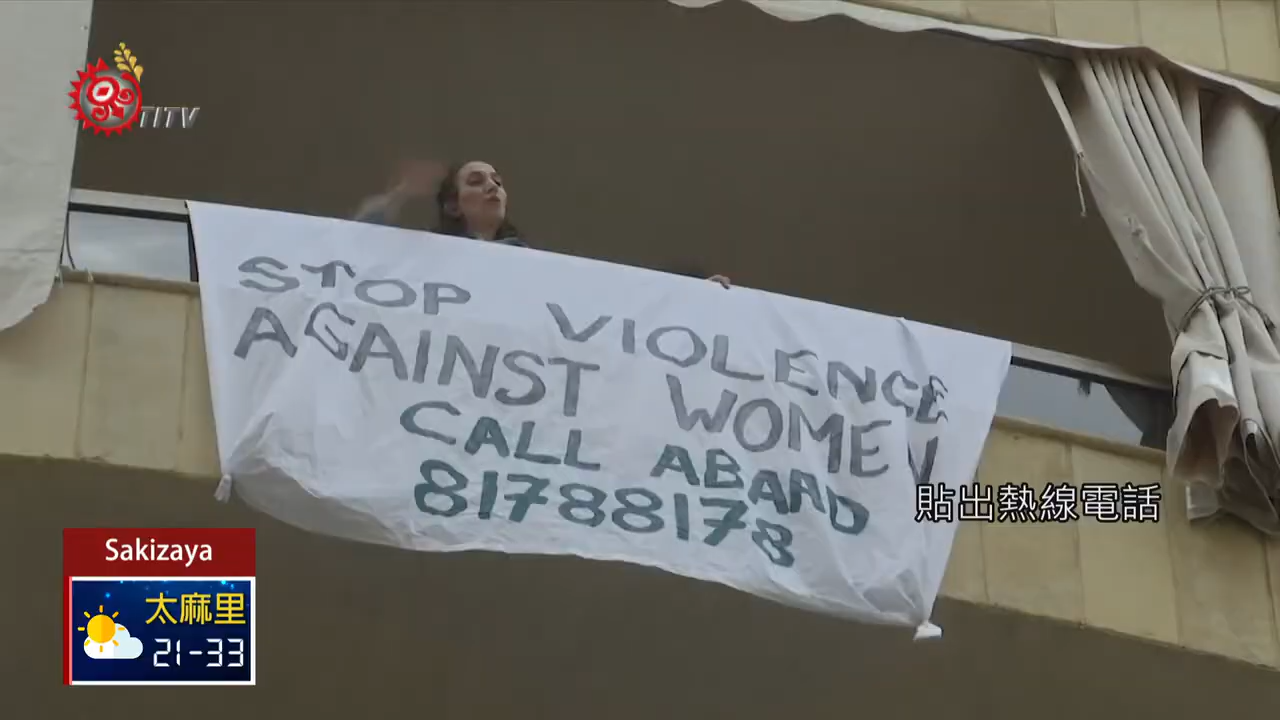 TITV
STOP VIOLENCE
AGAINST WOMEN
CALL ABAAD
81788178
貼出熱線電話
Sakizaya
太麻里
21-33